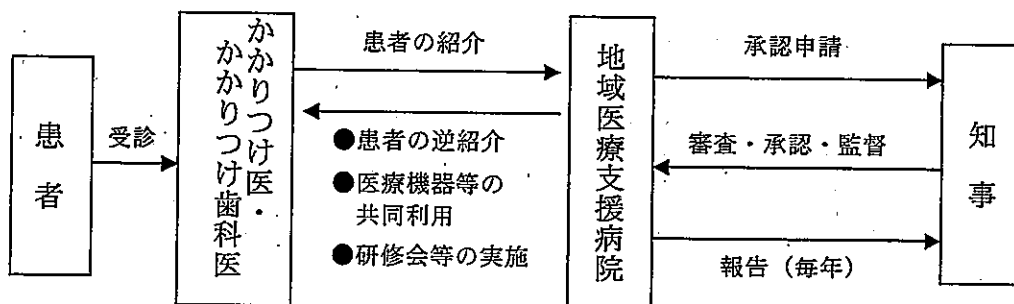 患者
受診
かかりつけ医・
かかりつけ歯科医
患者の紹介
●患者の逆紹介
●医療機器等の
共同利用
●研修会等の実施
地域医療支援病院
承認申請
審査・承認・監督
報告（毎年）
知事